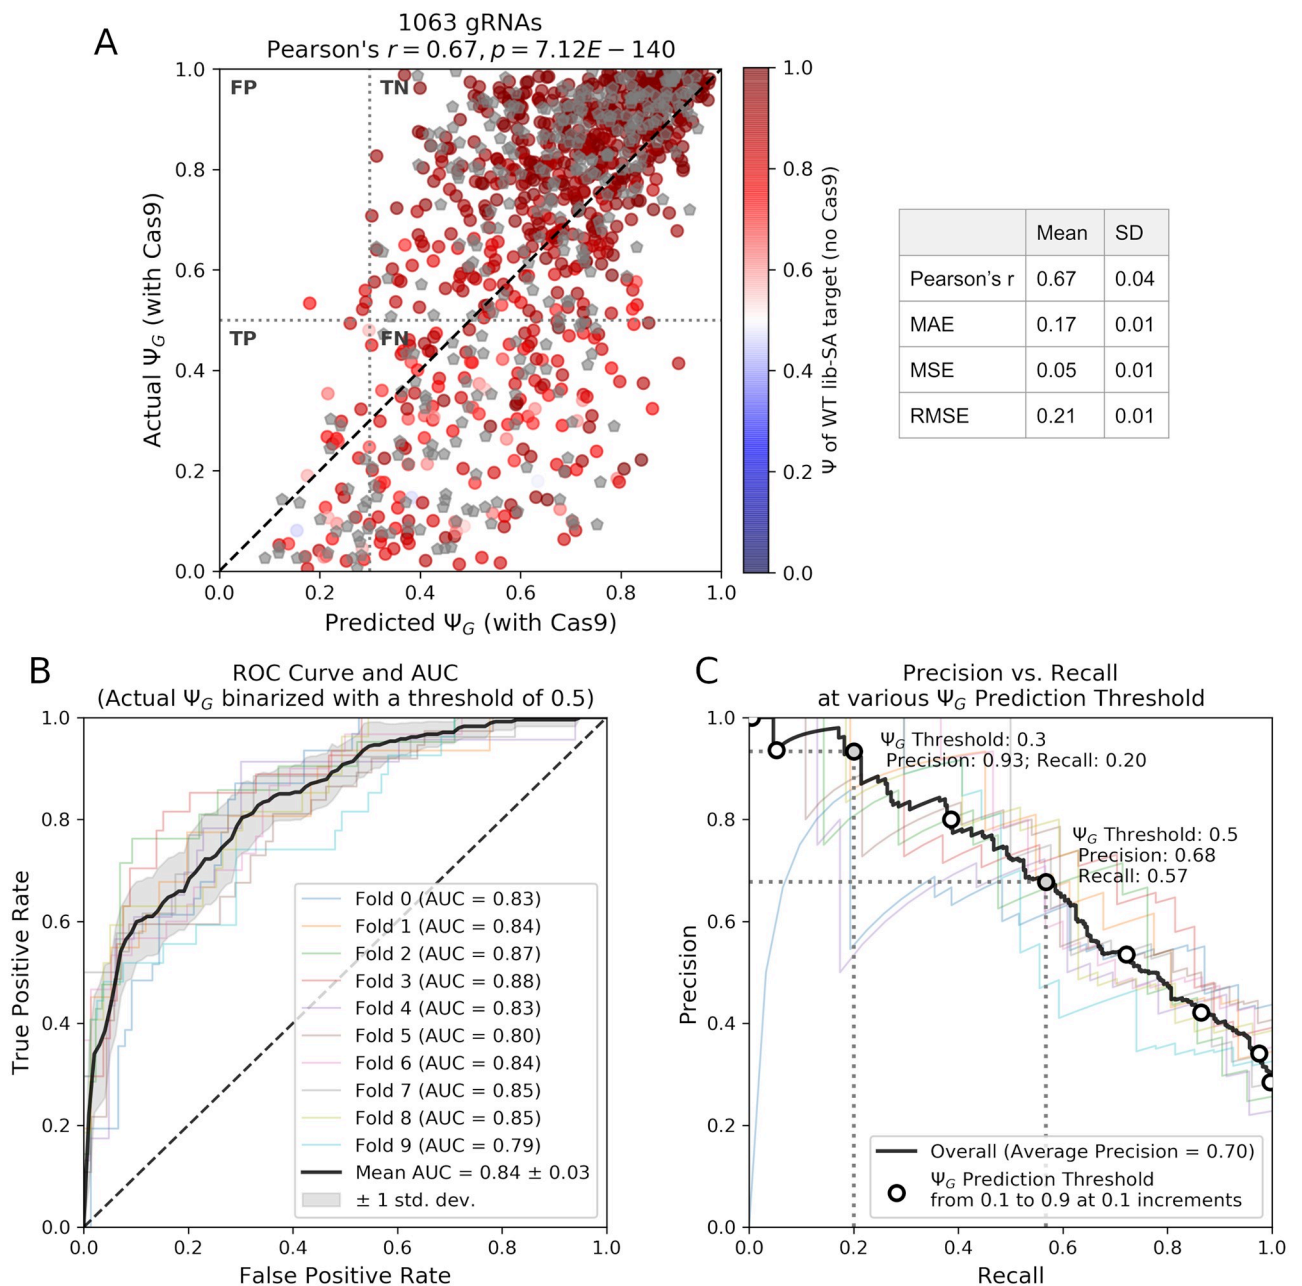 A
1063 gRNAs
Pearson's r = 0.67, p = 7.12E − 140
FP
TN
TP
FN
1.0
0.8
0.6
0.4
0.2
0.0
Actual Ψ_G (with Cas9)
0.0 0.2 0.4 0.6 0.8 1.0
Predicted Ψ_G (with Cas9)
1.0
0.8
0.6
0.4
0.2
0.0
Ψ of WT lib-SA target (no Cas9)
Mean SD
Pearson’s r 0.67 0.04
MAE 0.17 0.01
MSE 0.05 0.01
RMSE 0.21 0.01
B
ROC Curve and AUC
(Actual Ψ_G binarized with a threshold of 0.5)
1.0
0.8
0.6
0.4
0.2
0.0
True Positive Rate
Fold 0 (AUC = 0.83)
Fold 1 (AUC = 0.84)
Fold 2 (AUC = 0.87)
Fold 3 (AUC = 0.88)
Fold 4 (AUC = 0.83)
Fold 5 (AUC = 0.80)
Fold 6 (AUC = 0.84)
Fold 7 (AUC = 0.85)
Fold 8 (AUC = 0.85)
Fold 9 (AUC = 0.79)
Mean AUC = 0.84 ± 0.03
± 1 std. dev.
0.0 0.2 0.4 0.6 0.8 1.0
False Positive Rate
C
Precision vs. Recall
at various Ψ_G Prediction Threshold
1.0
0.8
0.6
0.4
0.2
0.0
Precision
Ψ_G Threshold: 0.3
Precision: 0.93; Recall: 0.20
Ψ_G Threshold: 0.5
Precision: 0.68
Recall: 0.57
Overall (Average Precision = 0.70)
Ψ_G Prediction Threshold
from 0.1 to 0.9 at 0.1 increments
0.0 0.2 0.4 0.6 0.8 1.0
Recall